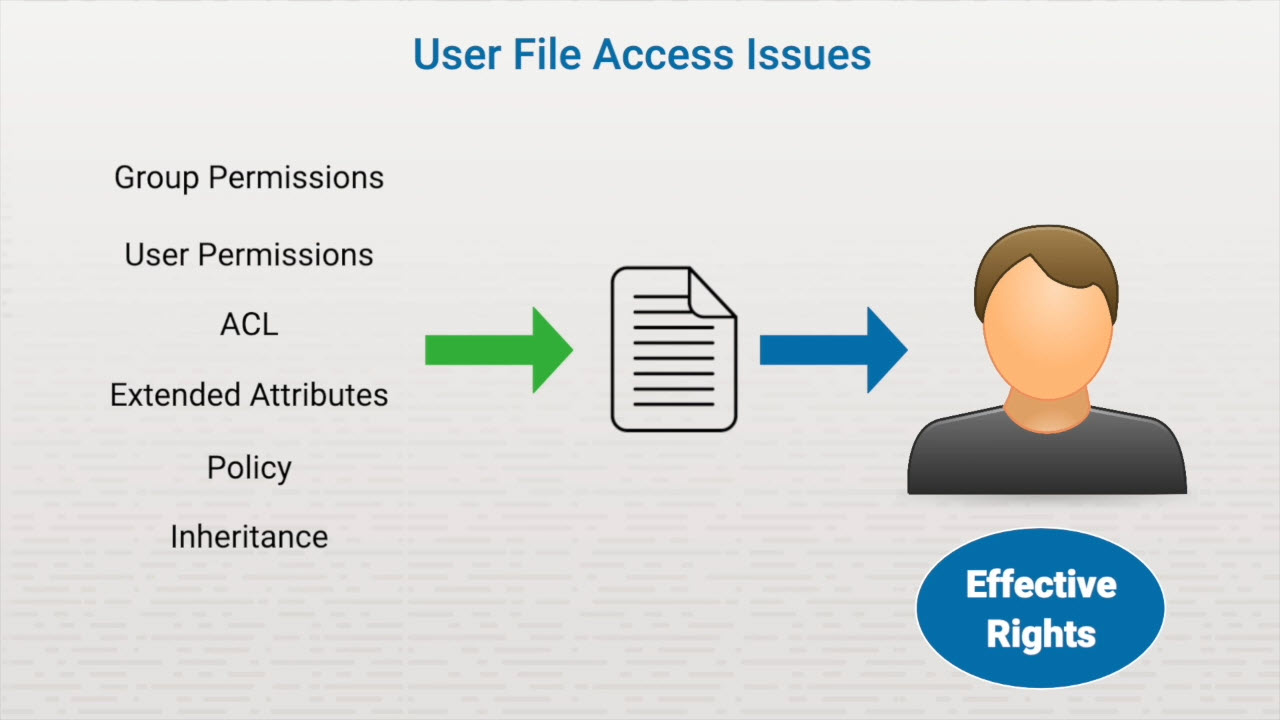 User File Access Issues
Group Permissions
User Permissions
ACL
Extended Attributes
Policy
Inheritance
Effective
Rights